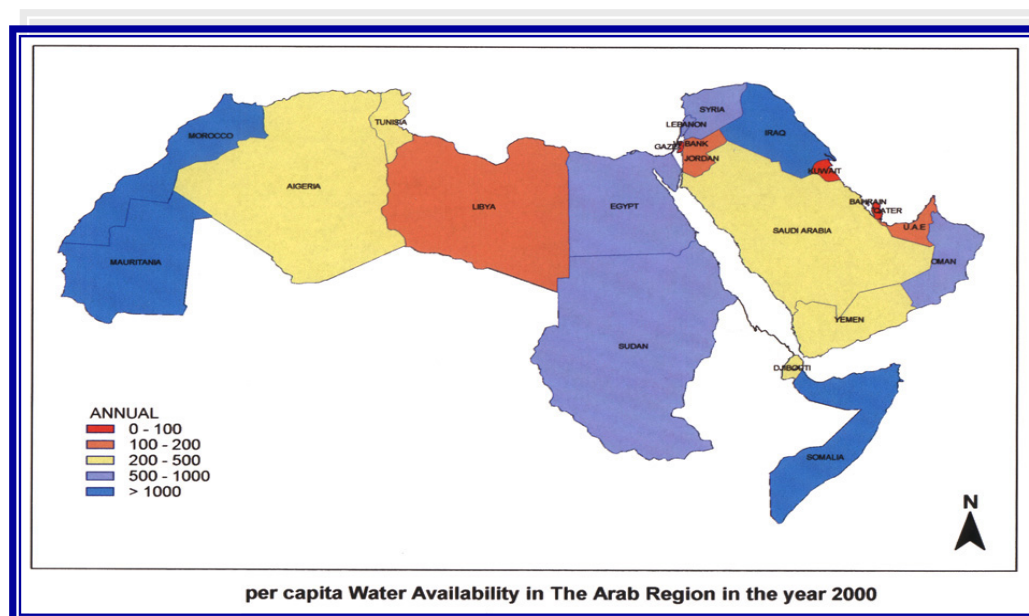 MOROCCO
TUNISIA
AlGERIA
LIBYA
EGYPT
MAURITANIA
SUDAN
SYRIA
LEBANON
IRAQ
BANK
JORDAN
KUWAIT
BAHRAIN
QATER
U.A.E
SAUDI ARABIA
OMAN
YEMEN
DJIBOUTI
SOMALIA
ANNUAL
0 - 100
100 - 200
200 - 500
500 - 1000
> 1000
N
per capita Water Availability in The Arab Region in the year 2000